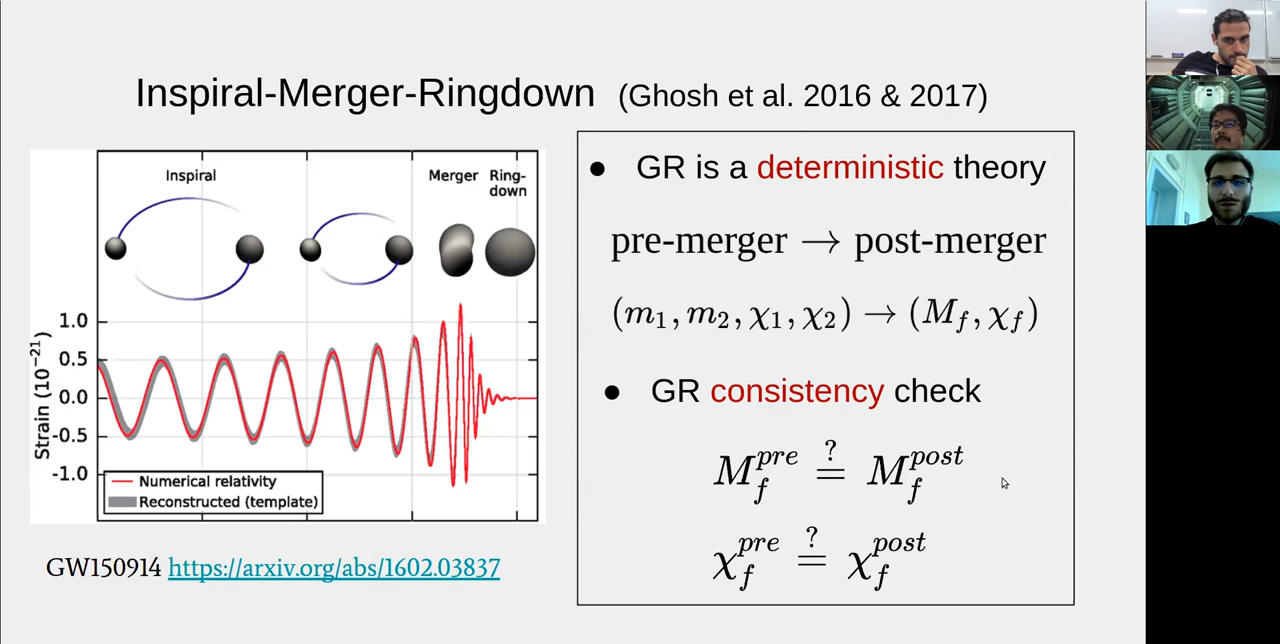 Inspiral-Merger-Ringdown (Ghosh et al. 2016 & 2017)
Inspiral
Merger
Ring-
down
1.0
0.5
0.0
-0.5
-1.0
Strain (10⁻²¹)
Numerical relativity
Reconstructed (template)
GW150914 https://arxiv.org/abs/1602.03837
● GR is a deterministic theory
pre-merger → post-merger
(m₁, m₂, χ₁, χ₂) → (M_f, χ_f)
● GR consistency check
M_f^{pre} ≟ M_f^{post}
χ_f^{pre} ≟ χ_f^{post}